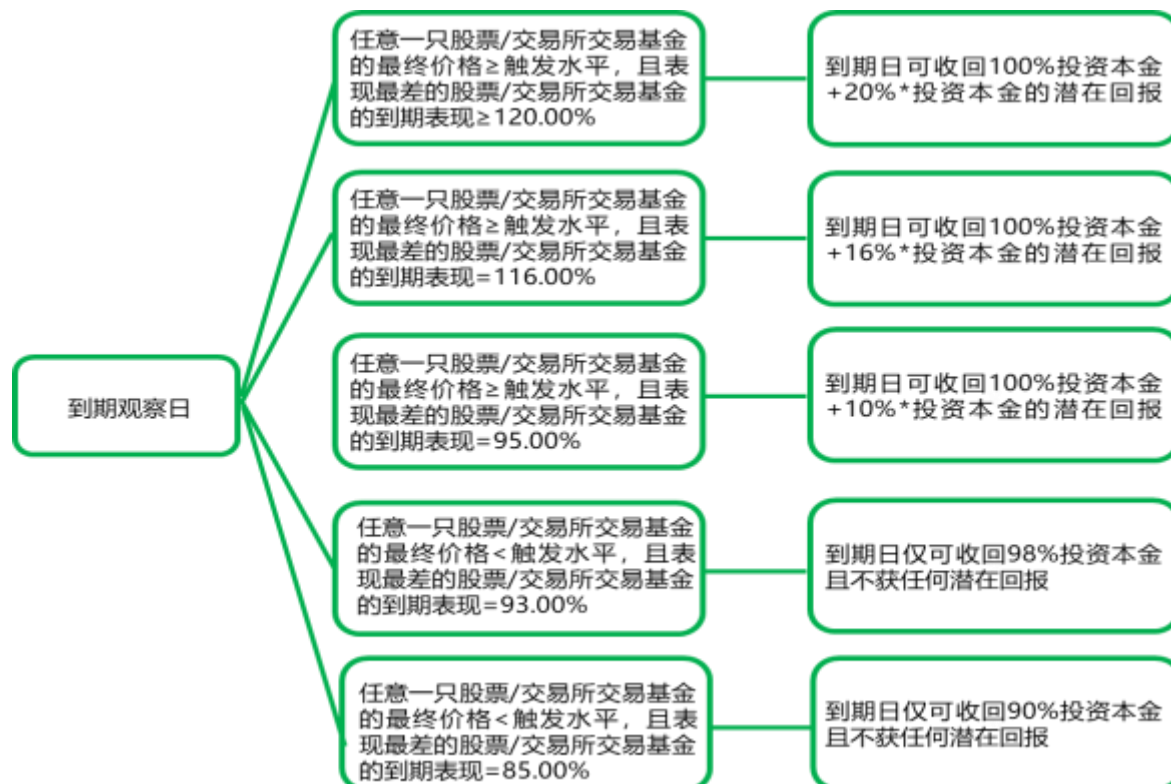 到期观察日
任意一只股票/交易所交易基金
的最终价格≥触发水平，且表
现最差的股票/交易所交易基金
的到期表现≥120.00%
到期日可收回100%投资本金
+20%*投资本金的潜在回报
任意一只股票/交易所交易基金
的最终价格≥触发水平，且表
现最差的股票/交易所交易基金
的到期表现=116.00%
到期日可收回100%投资本金
+16%*投资本金的潜在回报
任意一只股票/交易所交易基金
的最终价格≥触发水平，且表
现最差的股票/交易所交易基金
的到期表现=95.00%
到期日可收回100%投资本金
+10%*投资本金的潜在回报
任意一只股票/交易所交易基金
的最终价格<触发水平，且表
现最差的股票/交易所交易基金
的到期表现=93.00%
到期日仅可收回98%投资本金
且不获任何潜在回报
任意一只股票/交易所交易基金
的最终价格<触发水平，且表
现最差的股票/交易所交易基金
的到期表现=85.00%
到期日仅可收回90%投资本金
且不获任何潜在回报